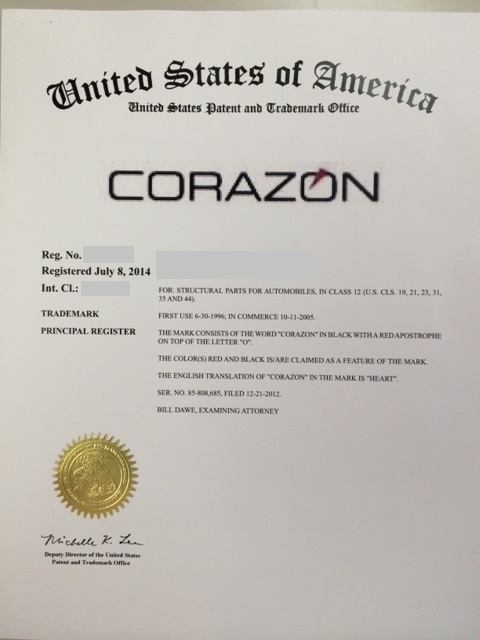 United States of America
United States Patent and Trademark Office
CORAZÓN
Reg. No.
Registered July 8, 2014
Int. Cl.:
TRADEMARK
PRINCIPAL REGISTER
FOR: STRUCTURAL PARTS FOR AUTOMOBILES, IN CLASS 12 (U.S. CLS. 19, 21, 23, 31,
35 AND 44).
FIRST USE 6-30-1996; IN COMMERCE 10-11-2005.
THE MARK CONSISTS OF THE WORD "CORAZON" IN BLACK WITH A RED APOSTROPHE
ON TOP OF THE LETTER "O".
THE COLOR(S) RED AND BLACK IS/ARE CLAIMED AS A FEATURE OF THE MARK.
THE ENGLISH TRANSLATION OF "CORAZON" IN THE MARK IS "HEART".
SER. NO. 85-808,685, FILED 12-21-2012.
BILL DAWE, EXAMINING ATTORNEY
Michelle K. Lee
Deputy Director of the United States
Patent and Trademark Office